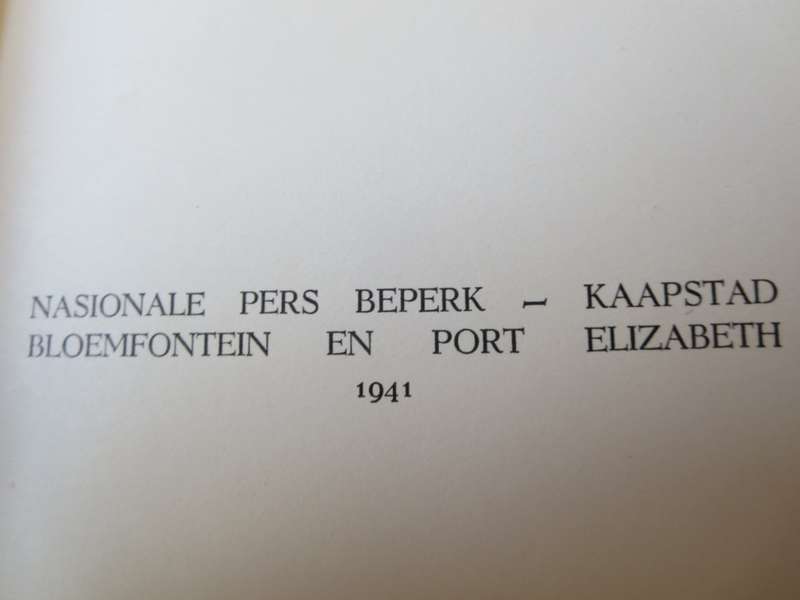 NASIONALE PERS BEPERK – KAAPSTAD
BLOEMFONTEIN EN PORT ELIZABETH
1941